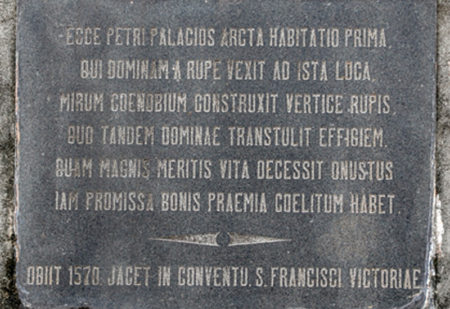 ECCE PETRI PALACIOS ARCTA HABITATIO PRIMA,
QUI DOMINAM A RUPE VEXIT AD ISTA LOCA,
MIRUM COENOBIUM CONSTRUXIT VERTICE RUPIS,
QUO TANDEM DOMINAE TRANSTULIT EFFIGIEM.
QUAM MAGNIS MERITIS VITA DECESSIT ONUSTUS
IAM PROMISSA BONIS PRAEMIA COELITUM HABET.
OBIIT 1570. JACET IN CONVENTU. S. FRANCISCI VICTORIAE